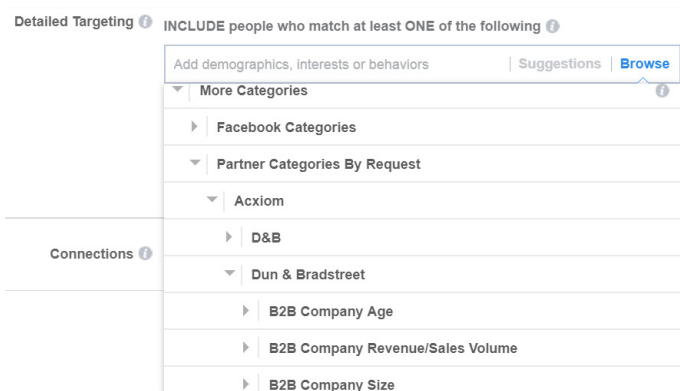 Detailed Targeting
INCLUDE people who match at least ONE of the following
Add demographics, interests or behaviors | Suggestions | Browse
More Categories
Facebook Categories
Partner Categories By Request
Acxiom
D&B
Connections
Dun & Bradstreet
B2B Company Age
B2B Company Revenue/Sales Volume
B2B Company Size